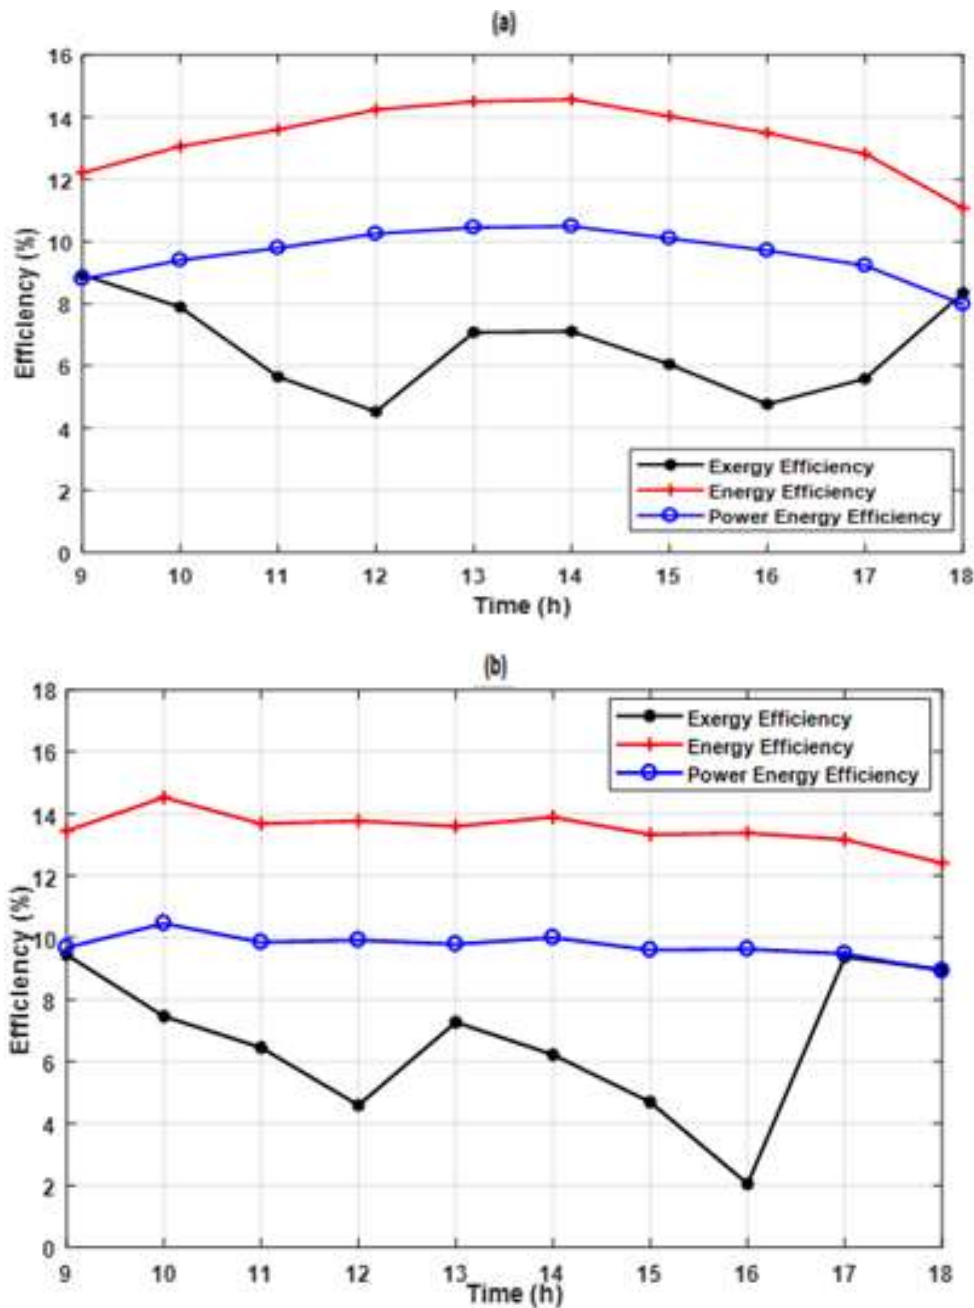 (a)
16
14
12
10
8
6
4
2
0
Efficiency (%)
Exergy Efficiency
Energy Efficiency
Power Energy Efficiency
9 10 11 12 13 14 15 16 17 18
Time (h)
(b)
18
16
14
12
10
8
6
4
2
0
Efficiency (%)
Exergy Efficiency
Energy Efficiency
Power Energy Efficiency
9 10 11 12 13 14 15 16 17 18
Time (h)